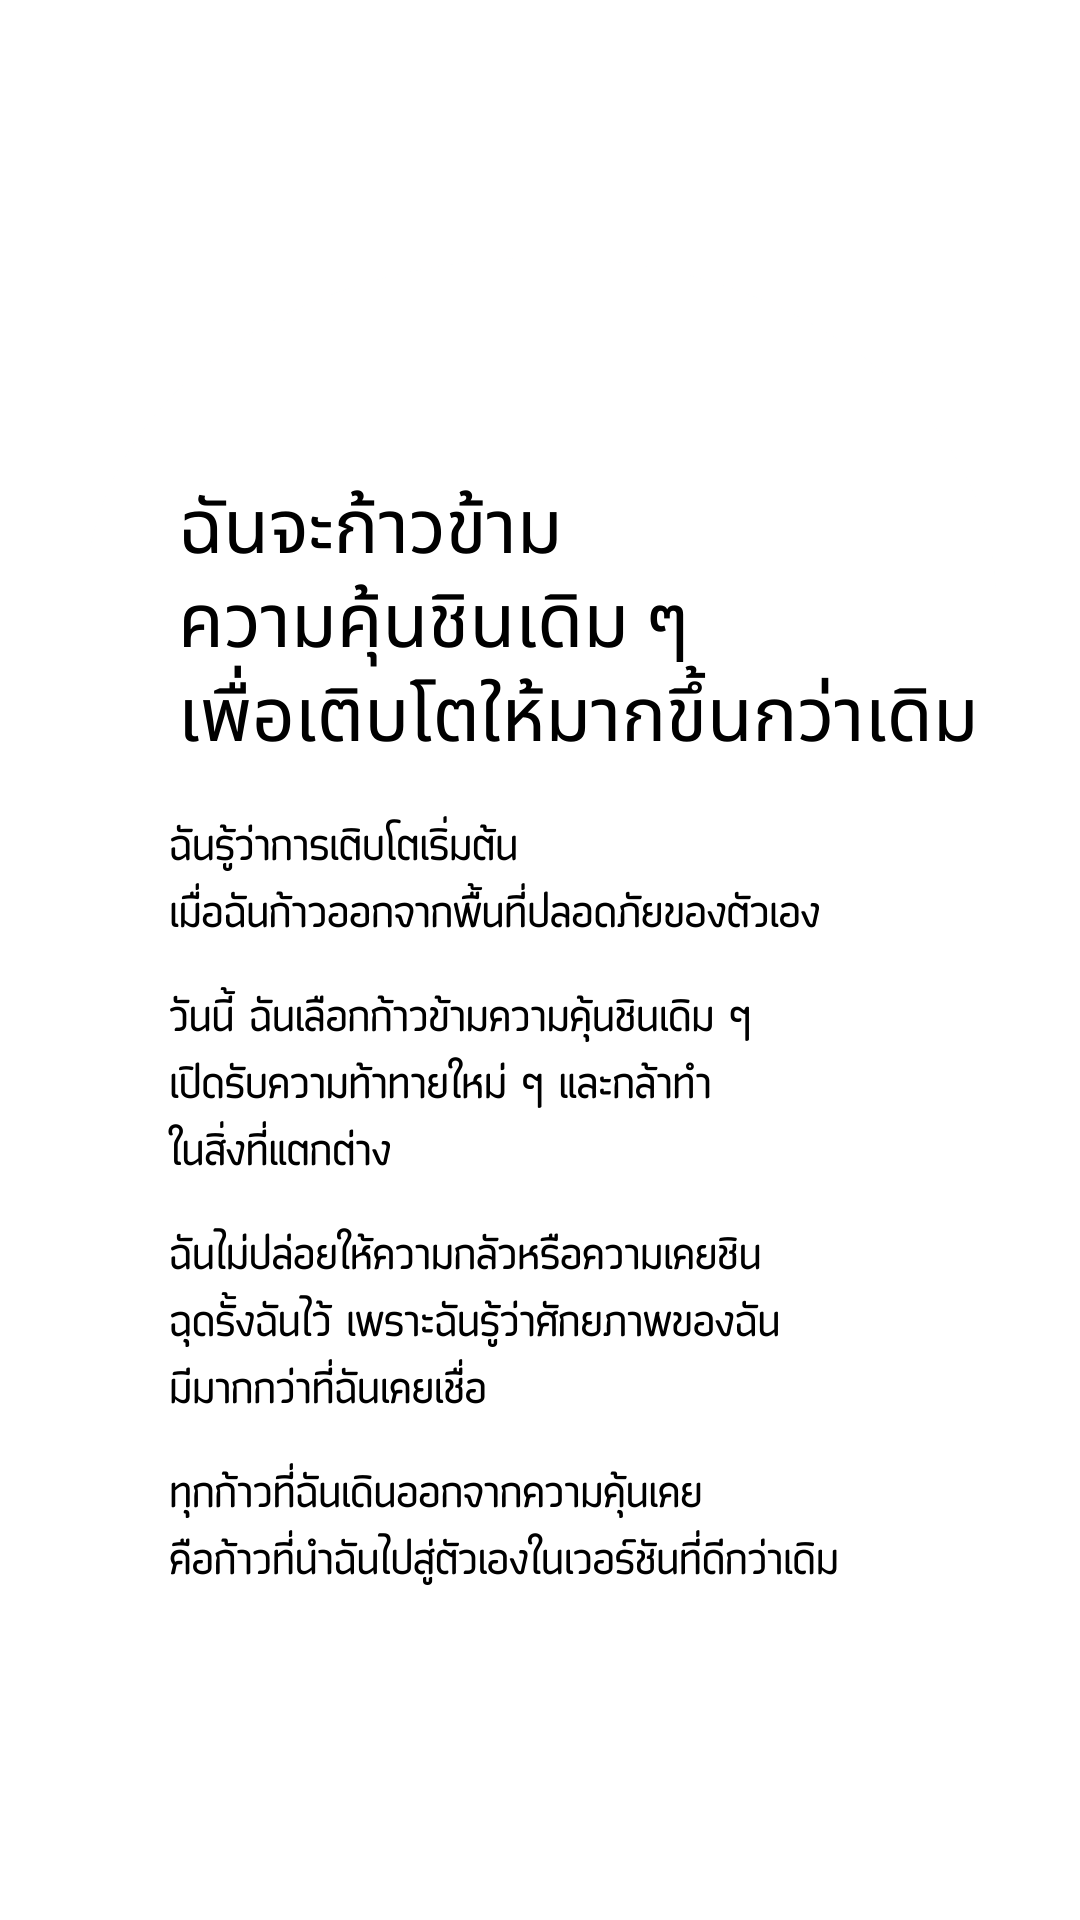 ฉันจะก้าวข้าม
ความคุ้นชินเดิม ๆ
เพื่อเติบโตให้มากขึ้นกว่าเดิม
ฉันรู้ว่าการเติบโตเริ่มต้น
เมื่อฉันก้าวออกจากพื้นที่ปลอดภัยของตัวเอง
วันนี้ ฉันเลือกก้าวข้ามความคุ้นชินเดิม ๆ
เปิดรับความท้าทายใหม่ ๆ และกล้าทำ
ในสิ่งที่แตกต่าง
ฉันไม่ปล่อยให้ความกลัวหรือความเคยชิน
ฉุดรั้งฉันไว้ เพราะฉันรู้ว่าศักยภาพของฉัน
มีมากกว่าที่ฉันเคยเชื่อ
ทุกก้าวที่ฉันเดินออกจากความคุ้นเคย
คือก้าวที่นำฉันไปสู่ตัวเองในเวอร์ชันที่ดีกว่าเดิม